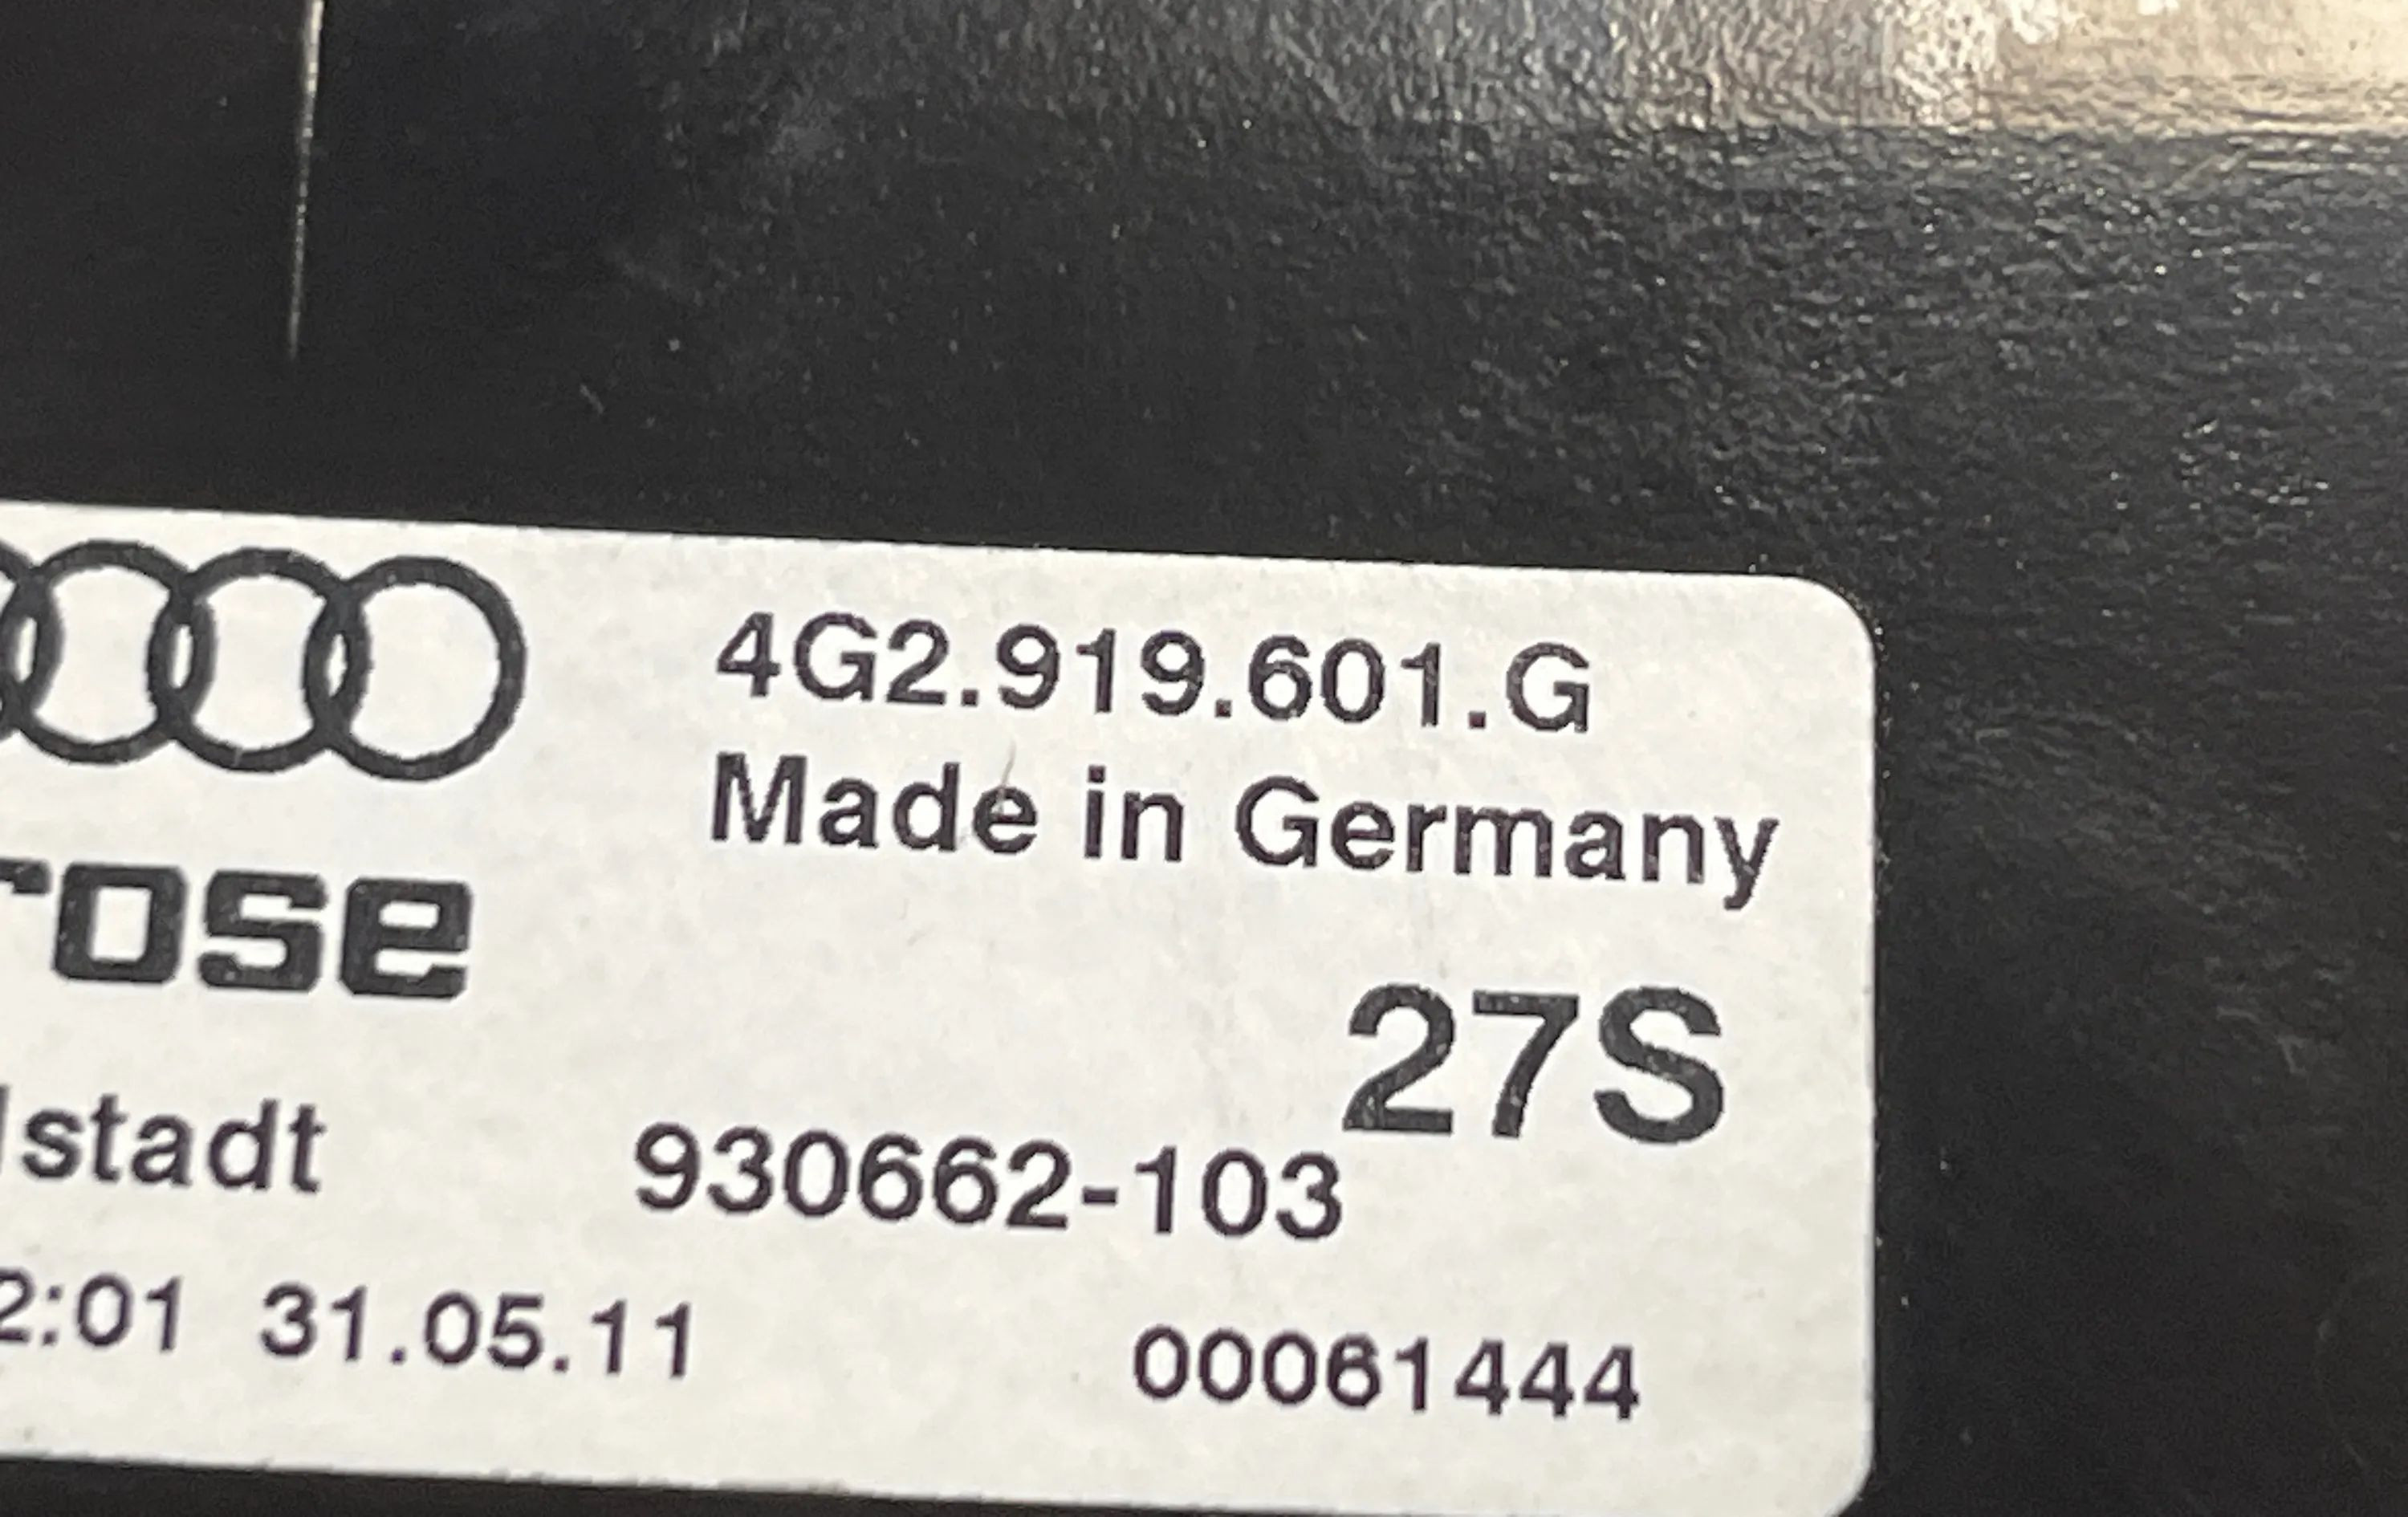 4G2.919.601.G
Made in Germany
rose
27S
lstadt
930662-103
2:01 31.05.11
00061444